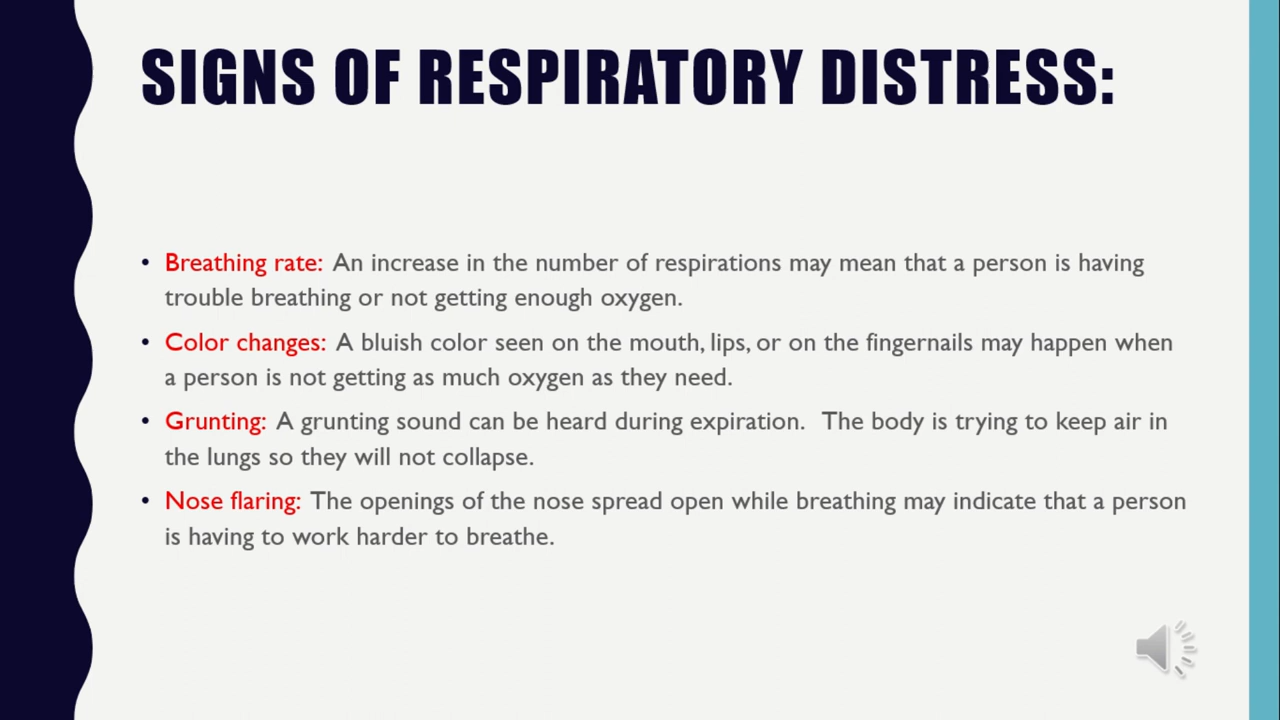 SIGNS OF RESPIRATORY DISTRESS:
• Breathing rate: An increase in the number of respirations may mean that a person is having
trouble breathing or not getting enough oxygen.
• Color changes: A bluish color seen on the mouth, lips, or on the fingernails may happen when
a person is not getting as much oxygen as they need.
• Grunting: A grunting sound can be heard during expiration.  The body is trying to keep air in
the lungs so they will not collapse.
• Nose flaring: The openings of the nose spread open while breathing may indicate that a person
is having to work harder to breathe.